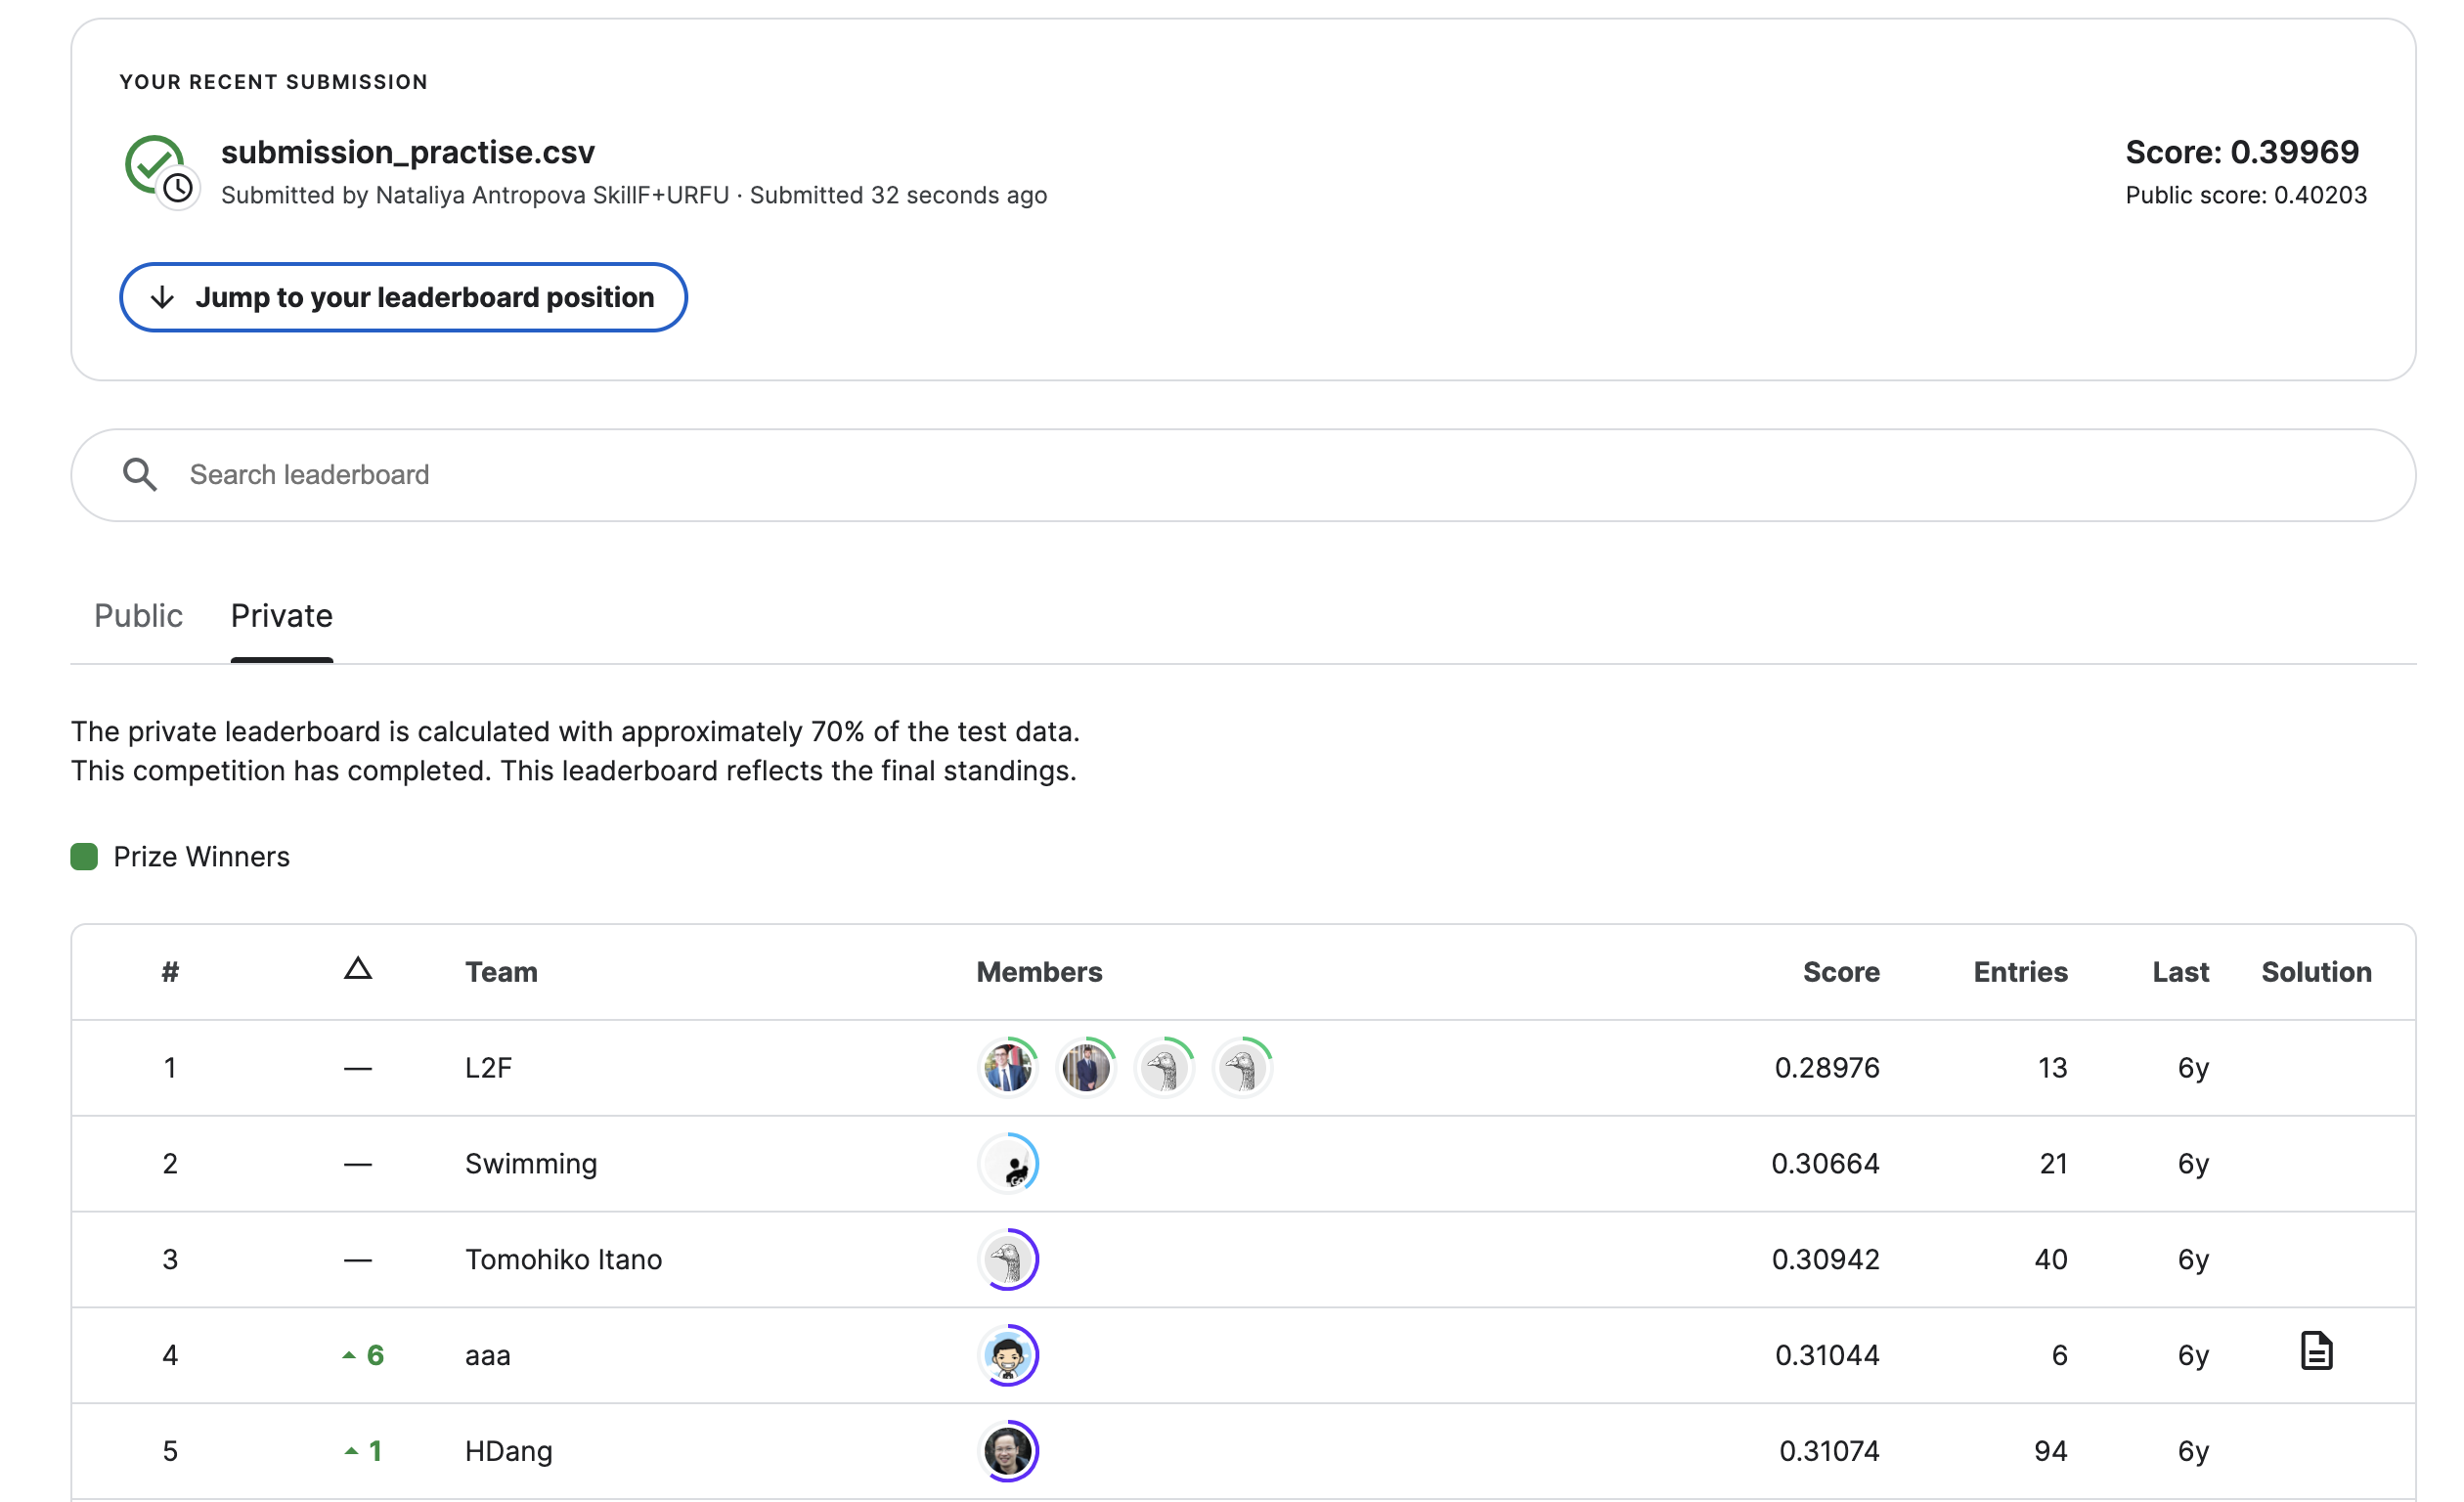 YOUR RECENT SUBMISSION
submission_practise.csv
Score: 0.39969
Submitted by Nataliya Antropova SkillF+URFU · Submitted 32 seconds ago
Public score: 0.40203
Jump to your leaderboard position
Search leaderboard
Public Private
The private leaderboard is calculated with approximately 70% of the test data.
This competition has completed. This leaderboard reflects the final standings.
Prize Winners
# △ Team Members Score Entries Last Solution
1 — L2F 0.28976 13 6y
2 — Swimming 0.30664 21 6y
3 — Tomohiko Itano 0.30942 40 6y
4 6 aaa 0.31044 6 6y
5 1 HDang 0.31074 94 6y